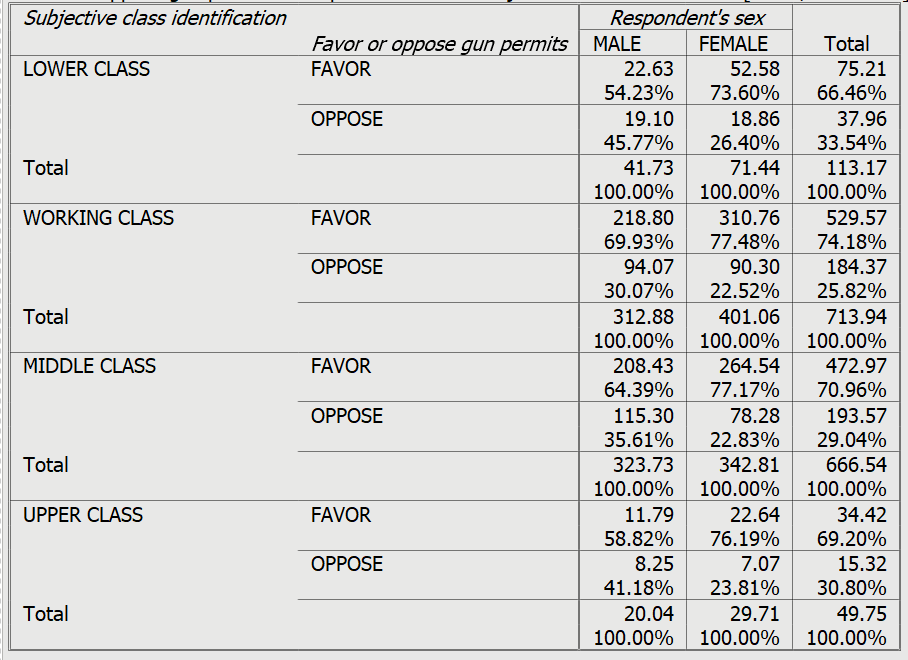 Subjective class identification Respondent's sex
Favor or oppose gun permits MALE FEMALE Total
LOWER CLASS FAVOR 22.63 52.58 75.21
54.23% 73.60% 66.46%
OPPOSE 19.10 18.86 37.96
45.77% 26.40% 33.54%
Total 41.73 71.44 113.17
100.00% 100.00% 100.00%
WORKING CLASS FAVOR 218.80 310.76 529.57
69.93% 77.48% 74.18%
OPPOSE 94.07 90.30 184.37
30.07% 22.52% 25.82%
Total 312.88 401.06 713.94
100.00% 100.00% 100.00%
MIDDLE CLASS FAVOR 208.43 264.54 472.97
64.39% 77.17% 70.96%
OPPOSE 115.30 78.28 193.57
35.61% 22.83% 29.04%
Total 323.73 342.81 666.54
100.00% 100.00% 100.00%
UPPER CLASS FAVOR 11.79 22.64 34.42
58.82% 76.19% 69.20%
OPPOSE 8.25 7.07 15.32
41.18% 23.81% 30.80%
Total 20.04 29.71 49.75
100.00% 100.00% 100.00%